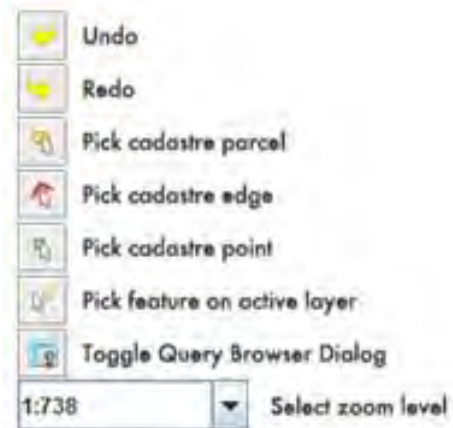 Undo
Redo
Pick cadastre parcel
Pick cadastre edge
Pick cadastre point
Pick feature on active layer
Toggle Query Browser Dialog
1:738 Select zoom level